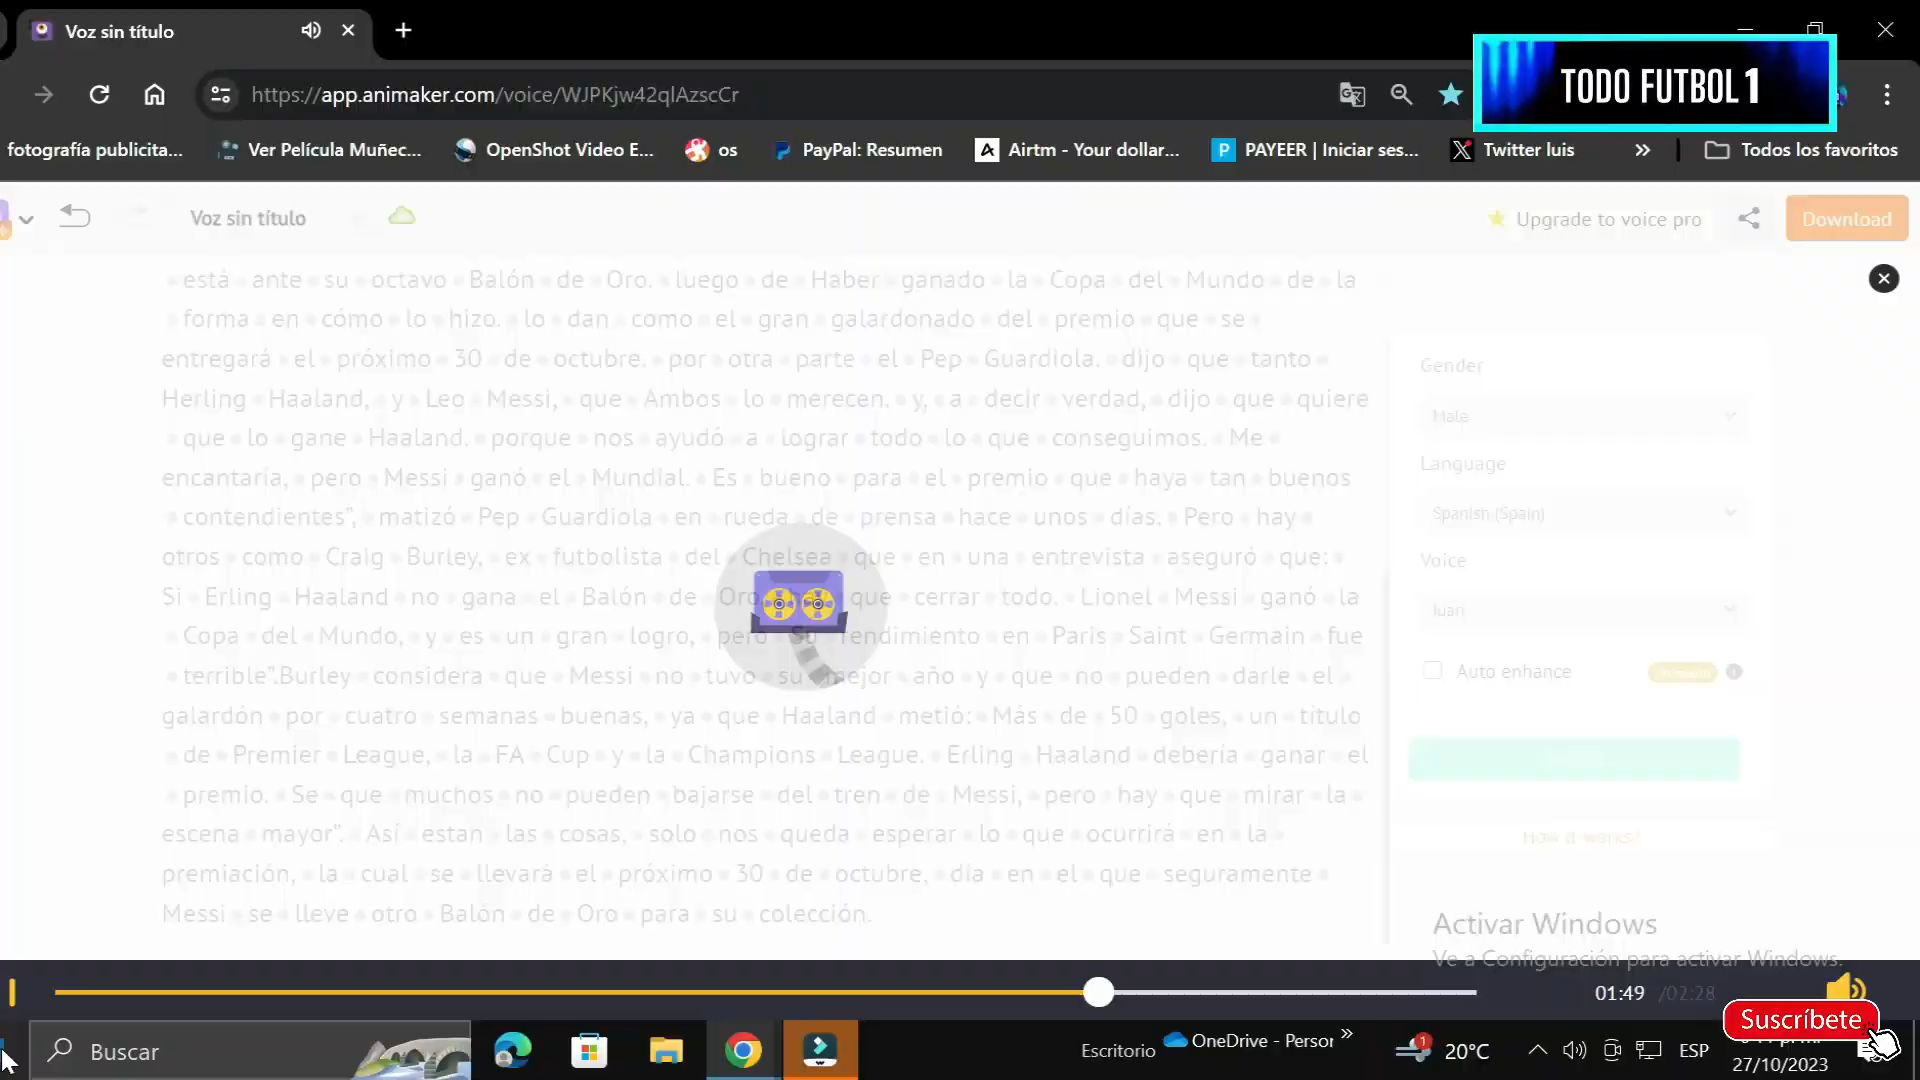 Voz sin título
TODO FUTBOL 1
https://app.animaker.com/voice/WJPKjw42qlAzscCr
fotografía publicita...
Ver Película Muñec...
OpenShot Video E...
os
PayPal: Resumen
Airtm - Your dollar...
PAYEER | Iniciar ses...
Twitter luis
Todos los favoritos
Voz sin título
Upgrade to voice pro
Download
está ante su octavo Balón de Oro. luego de Haber ganado la Copa del Mundo de la
forma en cómo lo hizo. lo dan como el gran galardonado del premio que se
entregará el próximo 30 de octubre. por otra parte el Pep Guardiola. dijo que tanto
Herling Haaland, y Leo Messi, que Ambos lo merecen. y, a decir verdad, dijo que quiere
que lo gane Haaland. porque nos ayudó a lograr todo lo que conseguimos. Me
encantaría, pero Messi ganó el Mundial. Es bueno para el premio que haya tan buenos
contendientes”, matizó Pep Guardiola en rueda de prensa hace unos días. Pero hay
otros como Craig Burley, ex futbolista del Chelsea que en una entrevista aseguró que:
Si Erling Haaland no gana el Balón de Oro que cerrar todo. Lionel Messi ganó la
Copa del Mundo, y es un gran logro, pero Su rendimiento en Paris Saint Germain fue
terrible”.Burley considera que Messi no tuvo su mejor año y que no pueden darle el
galardón por cuatro semanas buenas, ya que Haaland metió: Más de 50 goles, un título
de Premier League, la FA Cup y la Champions League. Erling Haaland debería ganar el
premio. Se que muchos no pueden bajarse del tren de Messi, pero hay que mirar la
escena mayor”. Así estan las cosas, solo nos queda esperar lo que ocurrirá en la
premiación, la cual se llevará el próximo 30 de octubre, día en el que seguramente
Messi se lleve otro Balón de Oro para su colección.
Gender
Male
Language
Spanish (Spain)
Voice
Juan
Auto enhance
How it works?
Activar Windows
Ve a Configuración para activar Windows.
01:49 /02:28
Suscríbete
Buscar
Escritorio
OneDrive - Persor
1
20°C
ESP
27/10/2023